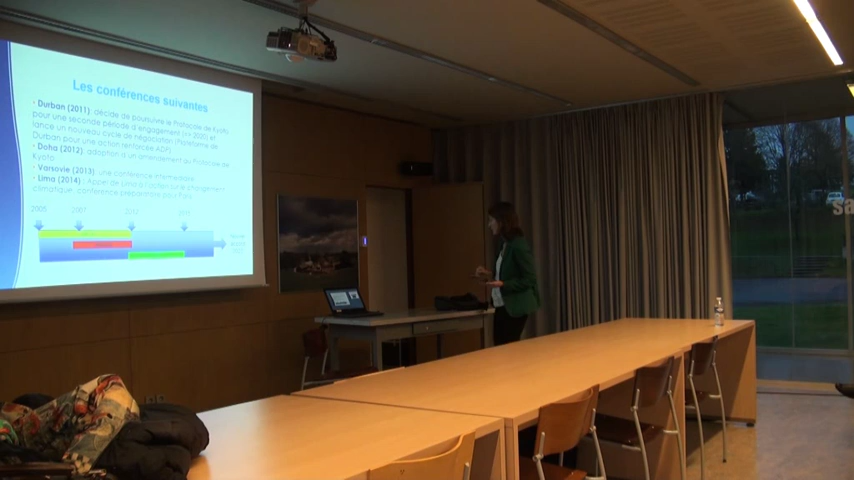 Les conférences suivantes
• Durban (2011) : décide de poursuivre le Protocole de Kyoto
pour une seconde période d'engagement (=> 2020) et
lance un nouveau cycle de négociation (Plateforme de
Durban pour une action renforcée ADP)
• Doha (2012) : adoption d'un amendement au Protocole de
Kyoto
• Varsovie (2013) : une conférence intermédiaire
• Lima (2014) : Appel de Lima à l'action sur le changement
climatique, conférence préparatoire pour Paris
2005 2007 2012
sa